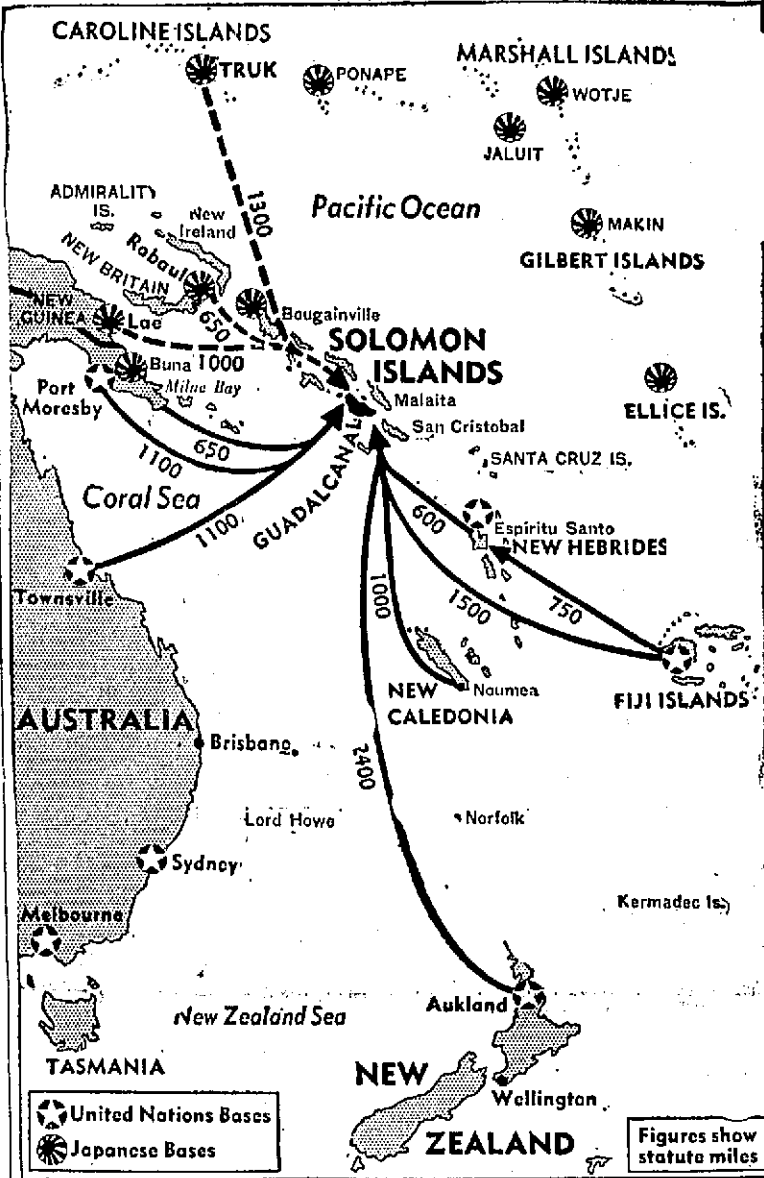 CAROLINE ISLANDS
TRUK
PONAPE
MARSHALL ISLANDS
WOTJE
JALUIT
ADMIRALTY
IS.
New
Ireland
1300
Pacific Ocean
MAKIN
GILBERT ISLANDS
NEW BRITAIN
Rabaul
650
Bougainville
NEW
GUINEA
Lae
1000
SOLOMON
ISLANDS
Buna
Milne Bay
Port
Moresby
Malaita
ELLICE IS.
San Cristobal
650
1100
SANTA CRUZ IS.
Coral Sea
GUADALCANAL
1100
600
Espiritu Santo
NEW HEBRIDES
Townsville
1000
1500
750
NEW
CALEDONIA
Noumea
FIJI ISLANDS
AUSTRALIA
Brisbane
2400
Lord Howe
Norfolk
Sydney
Kermadec Is.
Melbourne
Aukland
New Zealand Sea
TASMANIA
NEW
ZEALAND
Wellington
United Nations Bases
Japanese Bases
Figures show
statute miles